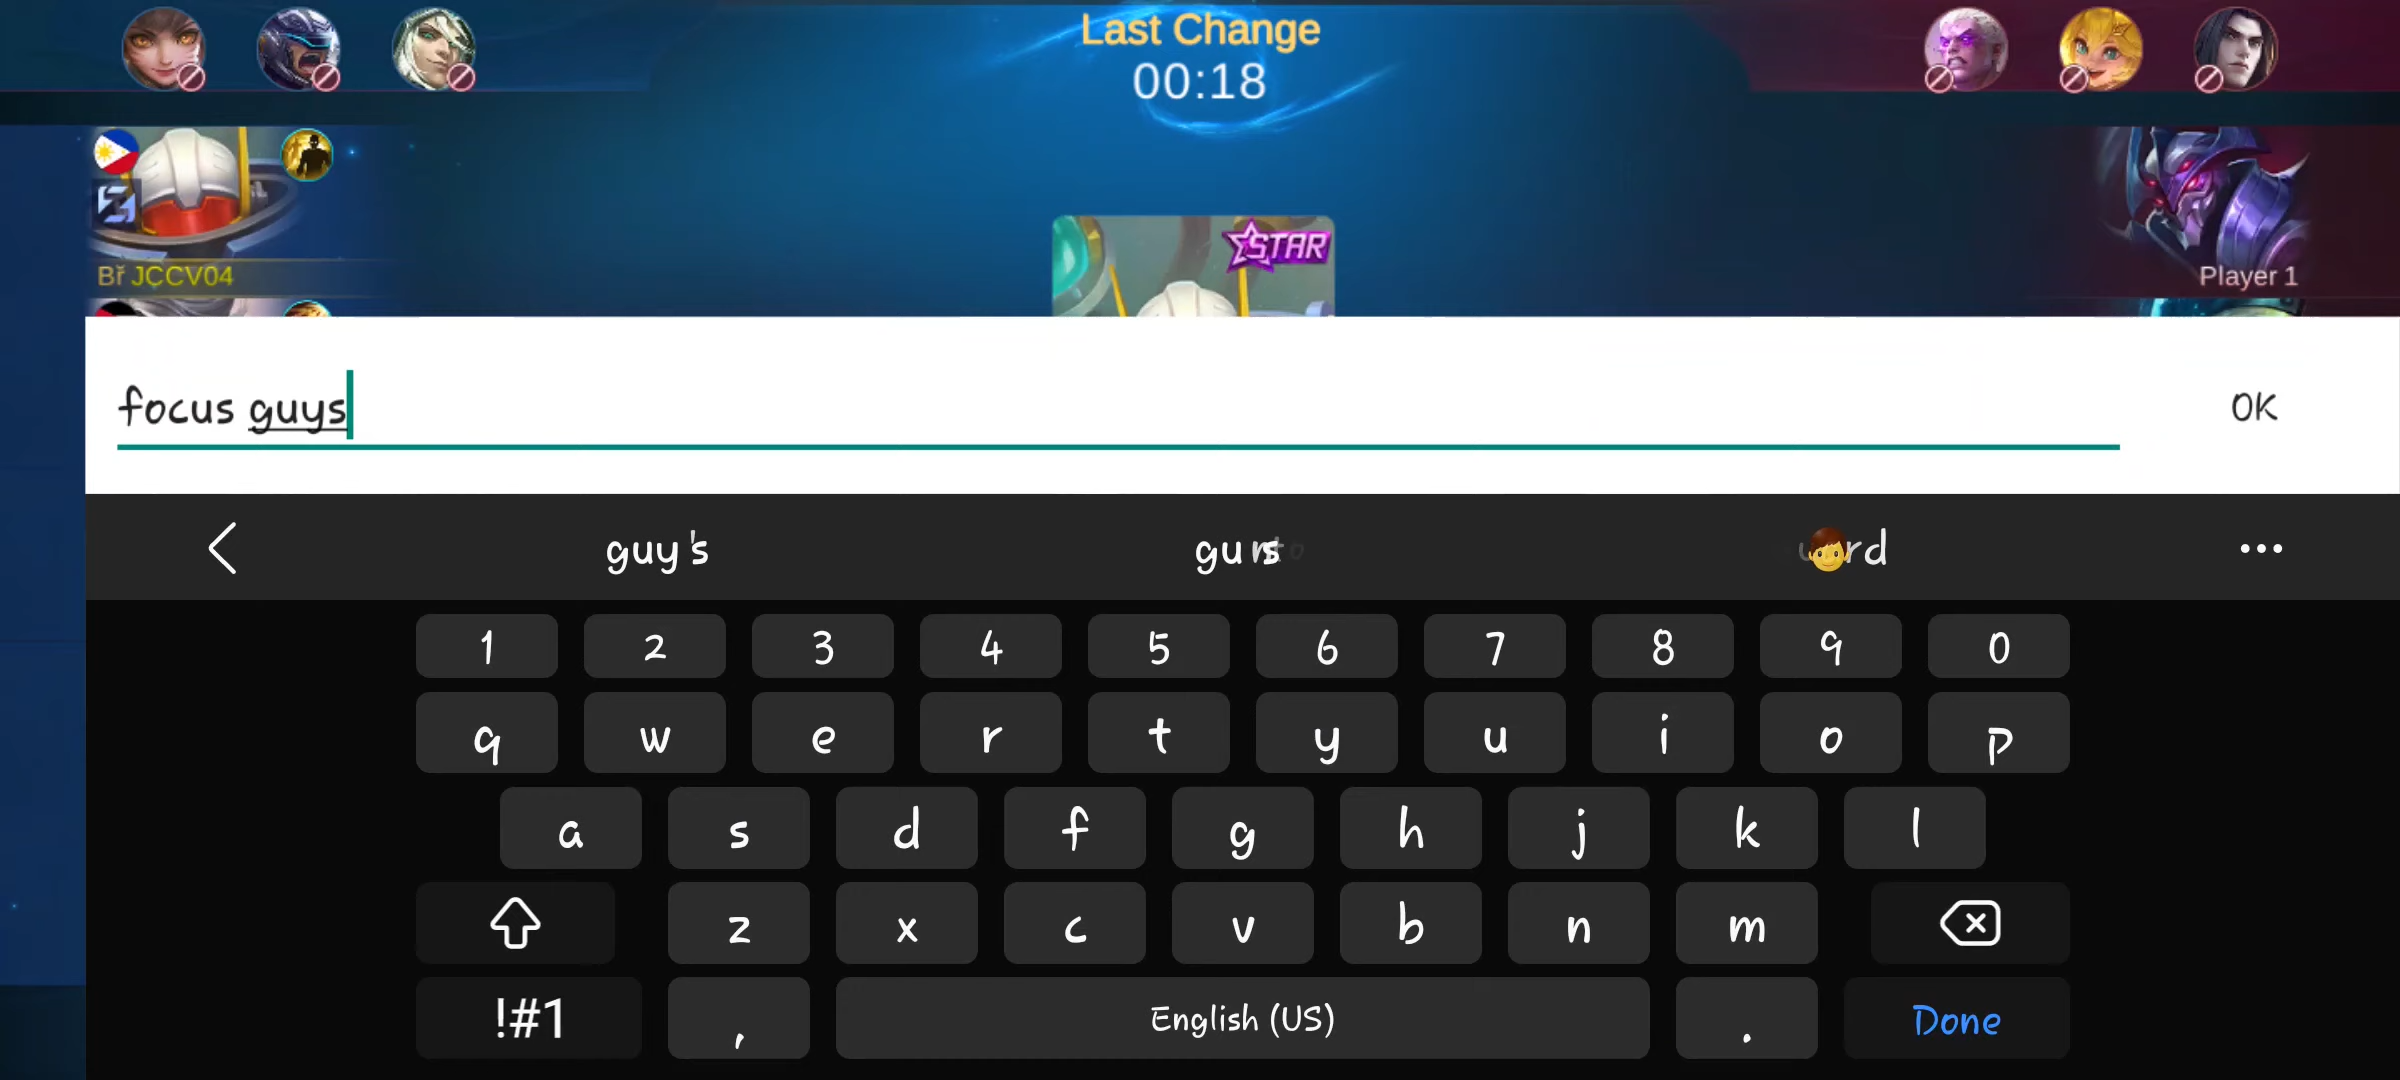 Last Change
00:18
Bř JÇCV04
STAR
Player 1
focus guys
OK
guy's
1 2 3 4 5 6 7 8 9 0
q w e r t y u i o p
a s d f g h j k l
z x c v b n m
!#1 , English (US) . Done